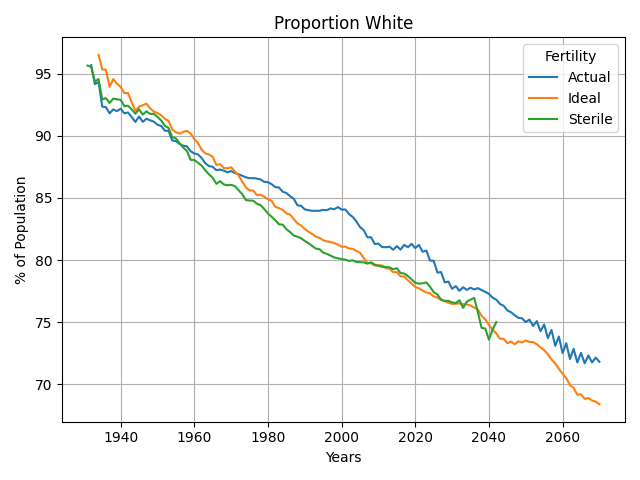 Proportion White
Fertility
Actual
Ideal
Sterile
% of Population
95
90
85
80
75
70
1940
1960
1980
2000
2020
2040
2060
Years